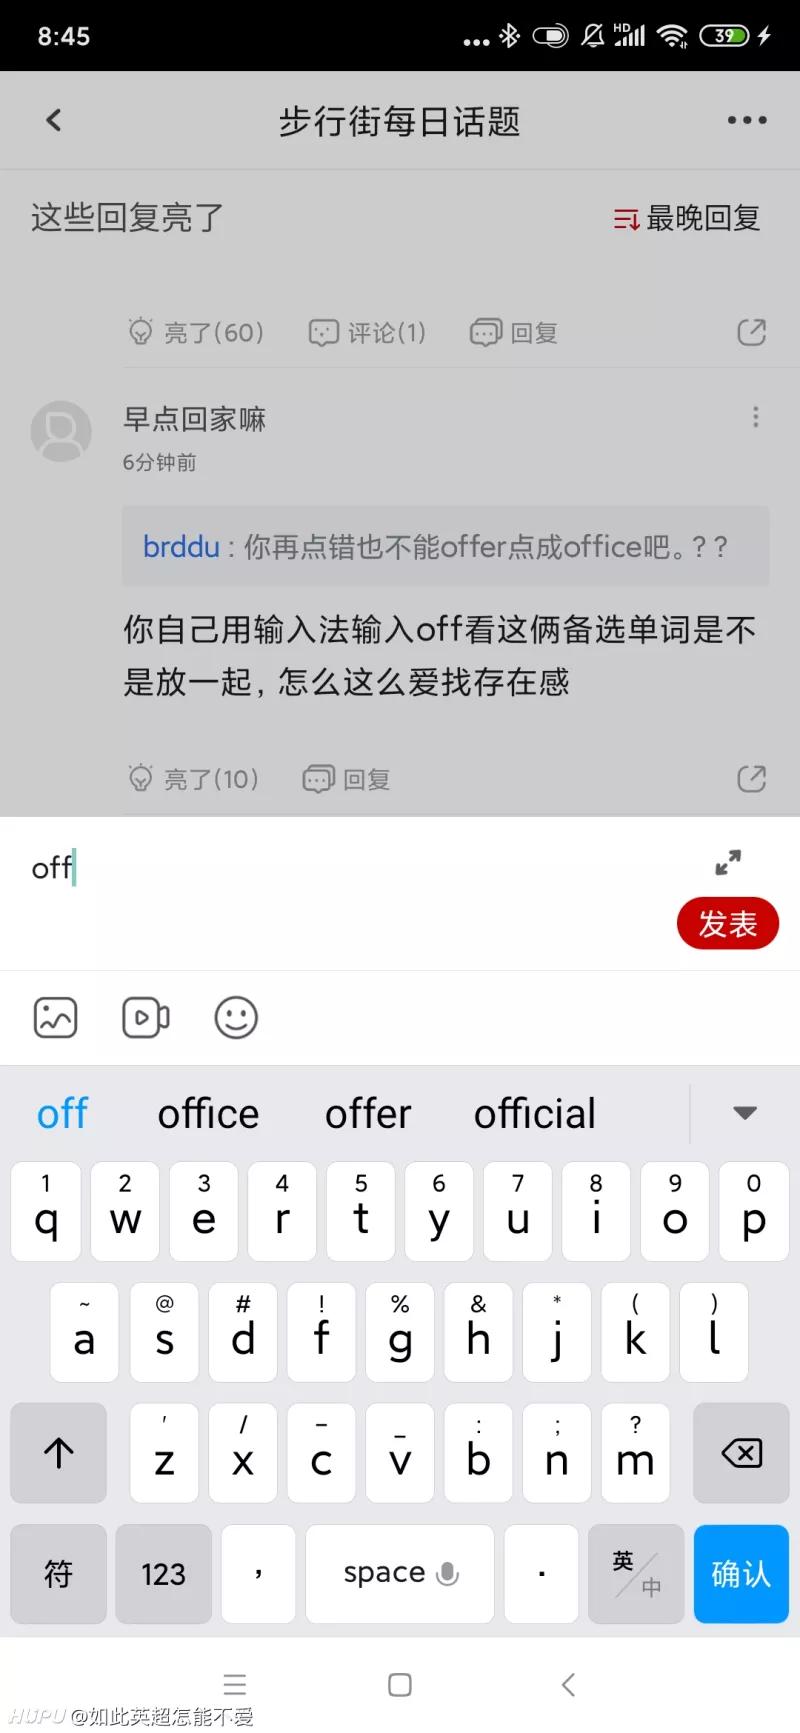 8:45
HD
39
步行街每日话题
这些回复亮了
最晚回复
亮了(60) 评论(1) 回复
早点回家嘛
6分钟前
brddu : 你再点错也不能offer点成office吧。? ?
你自己用输入法输入off看这俩备选单词是不
是放一起，怎么这么爱找存在感
亮了(10) 回复
off
发表
off office offer official
1 2 3 4 5 6 7 8 9 0
q w e r t y u i o p
~ @ # ! % & * ( )
a s d f g h j k l
' / - _ : ; ?
z x c v b n m
符 123 , space . 英/中 确认
HUPU @如此英超怎能不爱